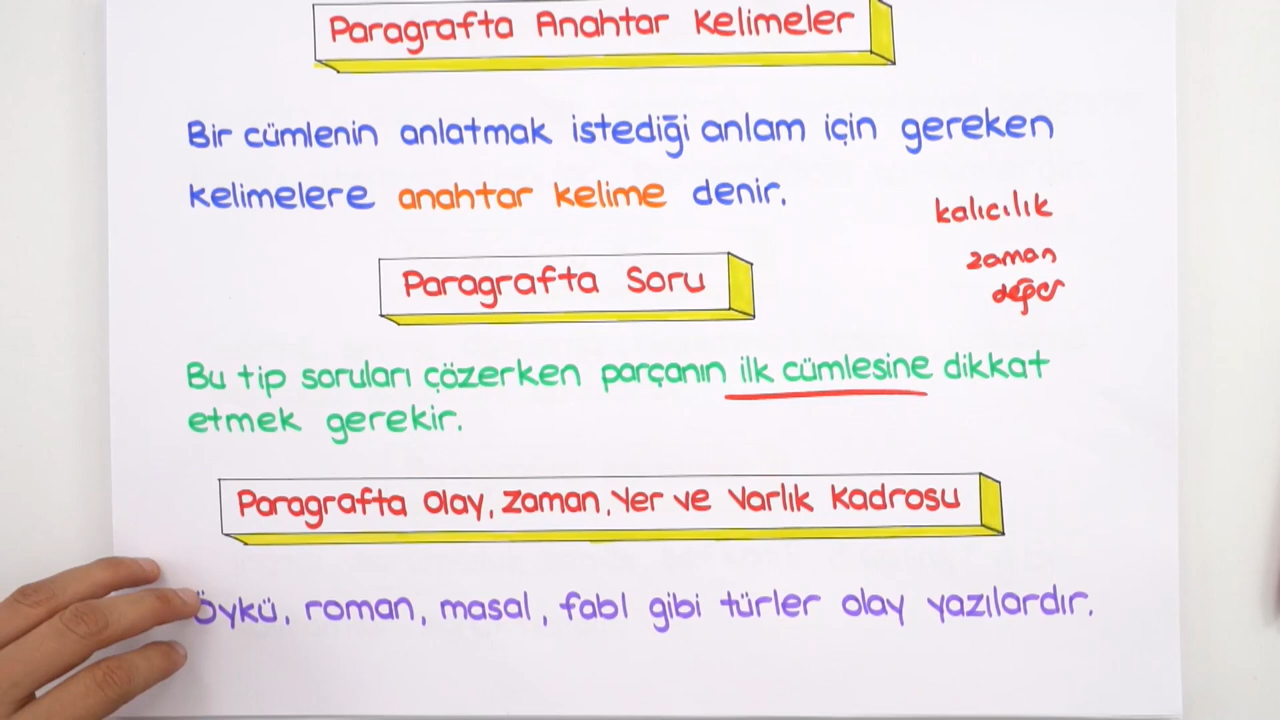 Paragrafta Anahtar Kelimeler
Bir cümlenin anlatmak istediği anlam için gereken
kelimelere anahtar kelime denir.
kalıcılık
zaman
değer
Paragrafta Soru
Bu tip soruları çözerken parçanın ilk cümlesine dikkat
etmek gerekir.
Paragrafta Olay, Zaman, Yer ve Varlık Kadrosu
Öykü, roman, masal, fabl gibi türler olay yazılardır.